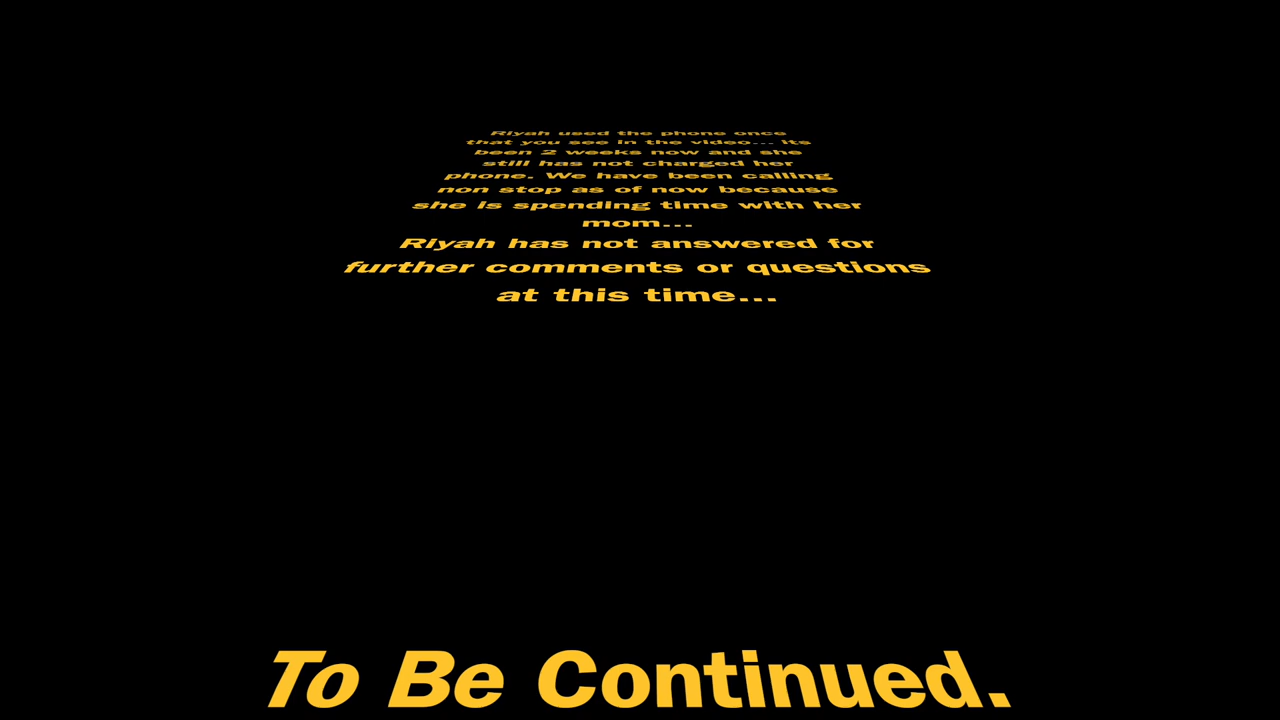 Riyah used the phone once
that you see in the video... its
been 2 weeks now and she
still has not charged her
phone. We have been calling
non stop as of now because
she is spending time with her
mom...
Riyah has not answered for
further comments or questions
at this time...
To Be Continued.